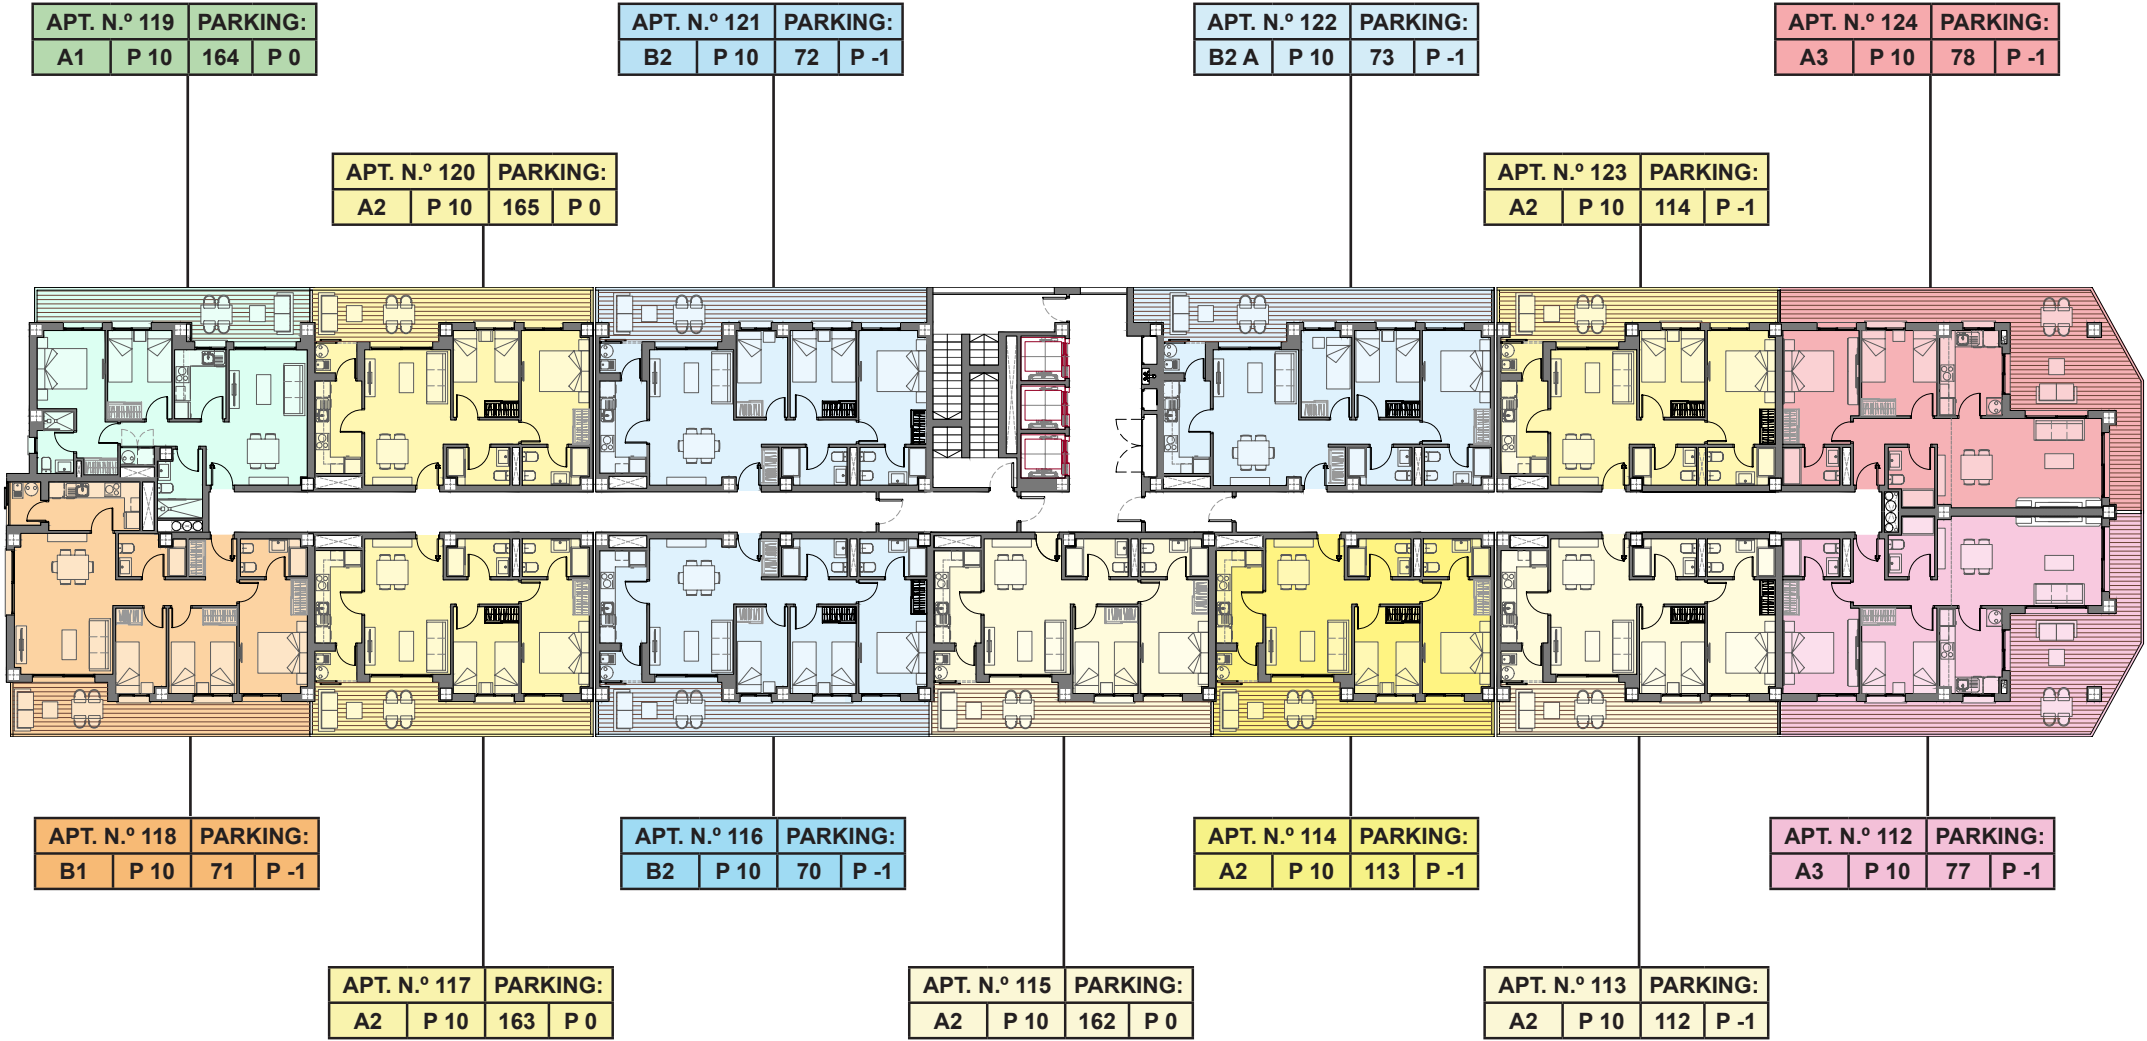 APT. N.º 119 PARKING:
A1 P 10 164 P 0
APT. N.º 121 PARKING:
B2 P 10 72 P -1
APT. N.º 122 PARKING:
B2 A P 10 73 P -1
APT. N.º 124 PARKING:
A3 P 10 78 P -1
APT. N.º 120 PARKING:
A2 P 10 165 P 0
APT. N.º 123 PARKING:
A2 P 10 114 P -1
APT. N.º 118 PARKING:
B1 P 10 71 P -1
APT. N.º 116 PARKING:
B2 P 10 70 P -1
APT. N.º 114 PARKING:
A2 P 10 113 P -1
APT. N.º 112 PARKING:
A3 P 10 77 P -1
APT. N.º 117 PARKING:
A2 P 10 163 P 0
APT. N.º 115 PARKING:
A2 P 10 162 P 0
APT. N.º 113 PARKING:
A2 P 10 112 P -1